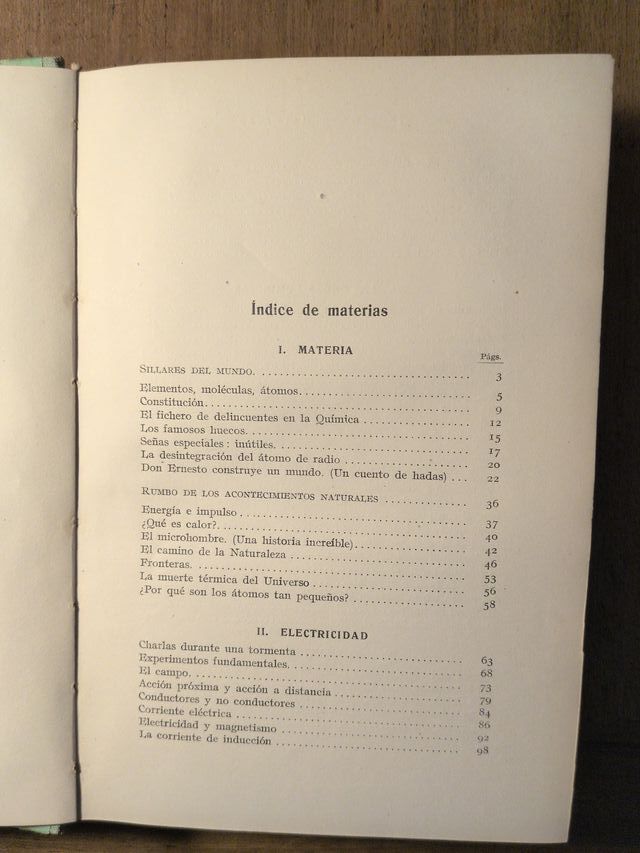 Índice de materias
I. MATERIA
Págs.
SILLARES DEL MUNDO. 3
Elementos, moléculas, átomos. 5
Constitución. 9
El fichero de delincuentes en la Química 12
Los famosos huecos. 15
Señas especiales: inútiles. 17
La desintegración del átomo de radio 20
Don Ernesto construye un mundo. (Un cuento de hadas) 22
RUMBO DE LOS ACONTECIMIENTOS NATURALES 36
Energía e impulso 37
¿Qué es calor?. 40
El microhombre. (Una historia increíble). 42
El camino de la Naturaleza 46
Fronteras. 53
La muerte térmica del Universo 56
¿Por qué son los átomos tan pequeños? 58
II. ELECTRICIDAD
Charlas durante una tormenta 63
Experimentos fundamentales. 68
El campo. 73
Acción próxima y acción a distancia 79
Conductores y no conductores 84
Corriente eléctrica 86
Electricidad y magnetismo 92
La corriente de inducción 98